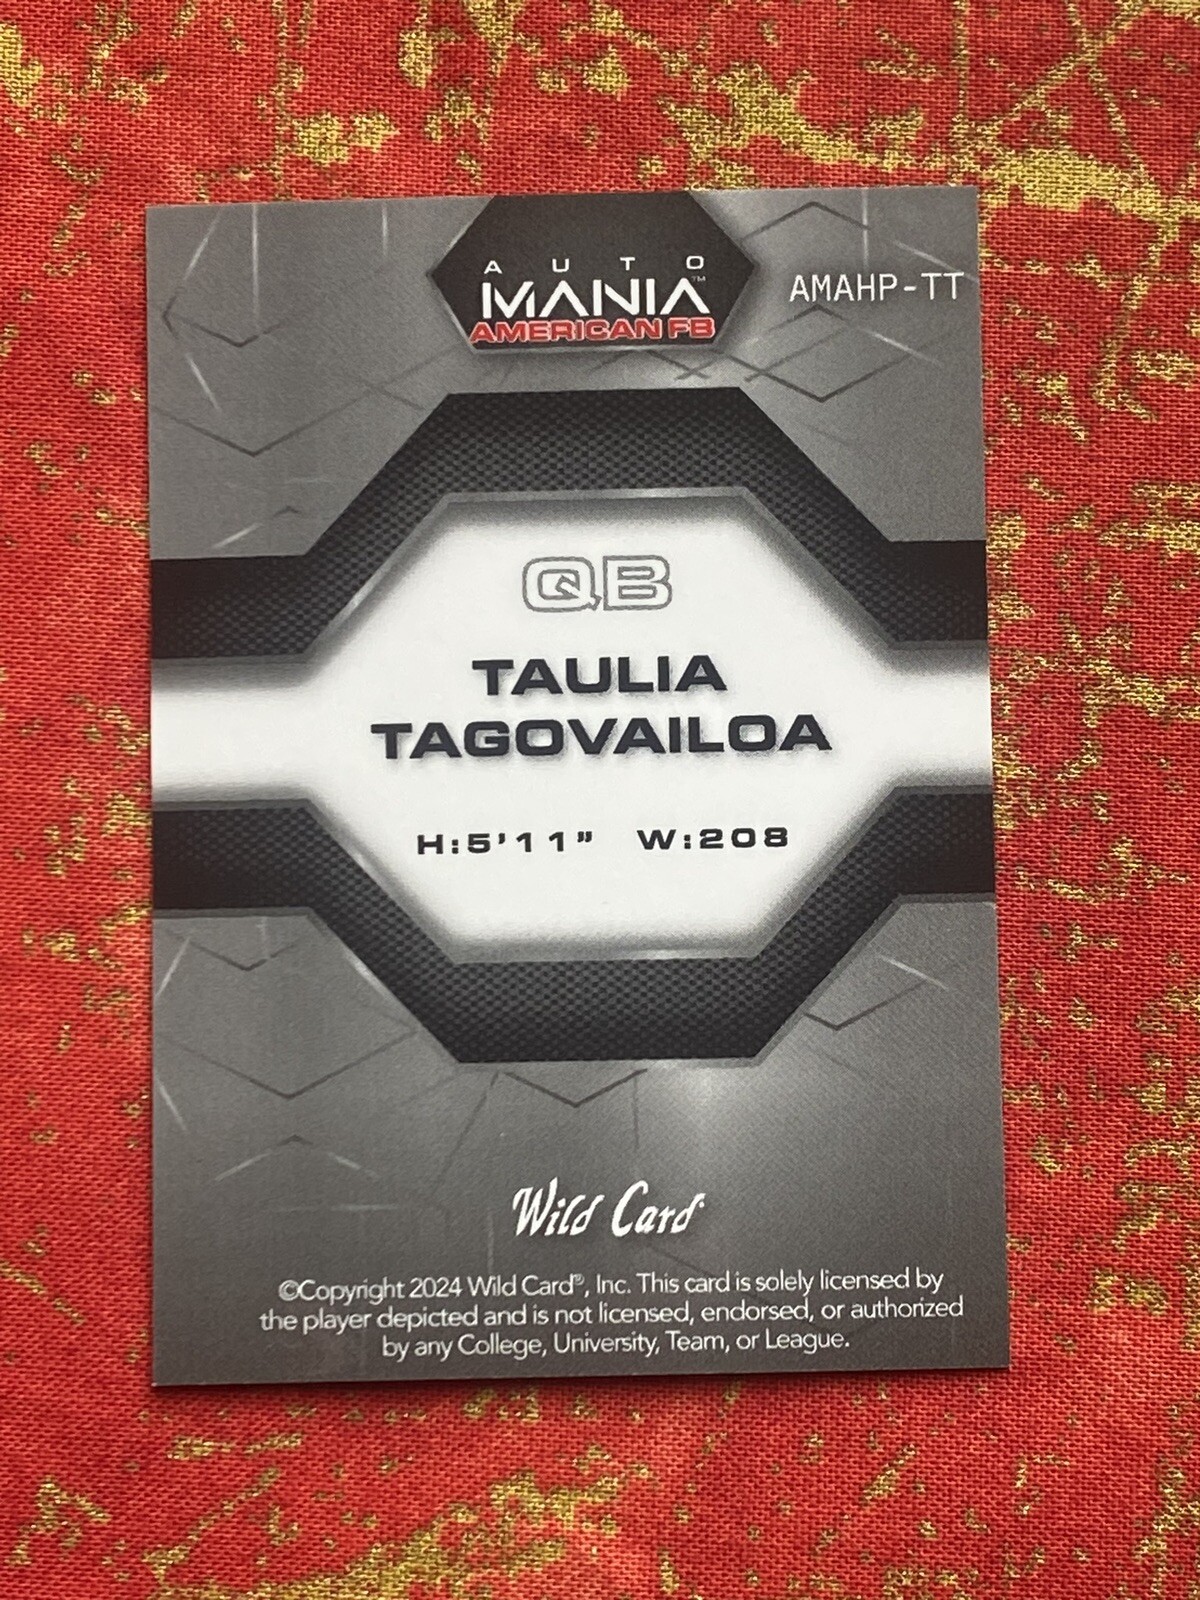 AUTO
MANIA™
AMERICAN FB
AMAHP-TT
QB
TAULIA
TAGOVAILOA
H:5'11" W:208
Wild Card®
©Copyright 2024 Wild Card®, Inc. This card is solely licensed by
the player depicted and is not licensed, endorsed, or authorized
by any College, University, Team, or League.